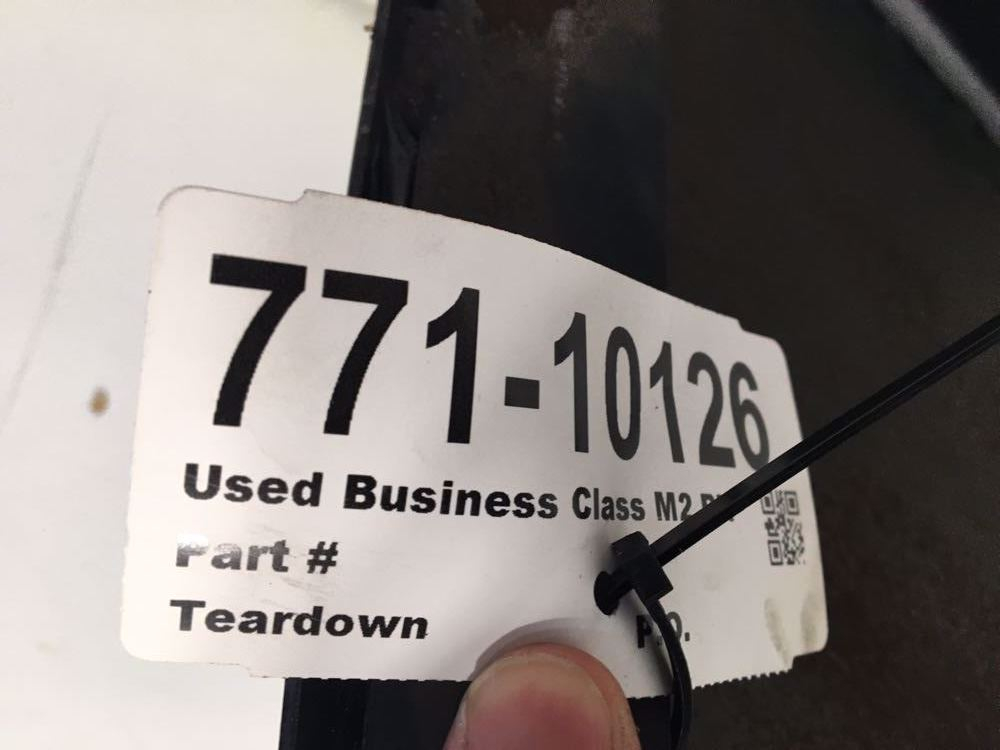 771-10126
Used Business Class M2
Part #
Teardown
P.O.